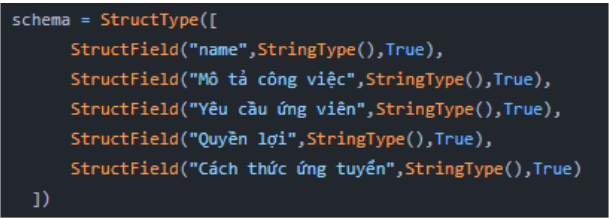 schema = StructType([
StructField("name",StringType(),True),
StructField("Mô tả công việc",StringType(),True),
StructField("Yêu cầu ứng viên",StringType(),True),
StructField("Quyền lợi",StringType(),True),
StructField("Cách thức ứng tuyển",StringType(),True)
])